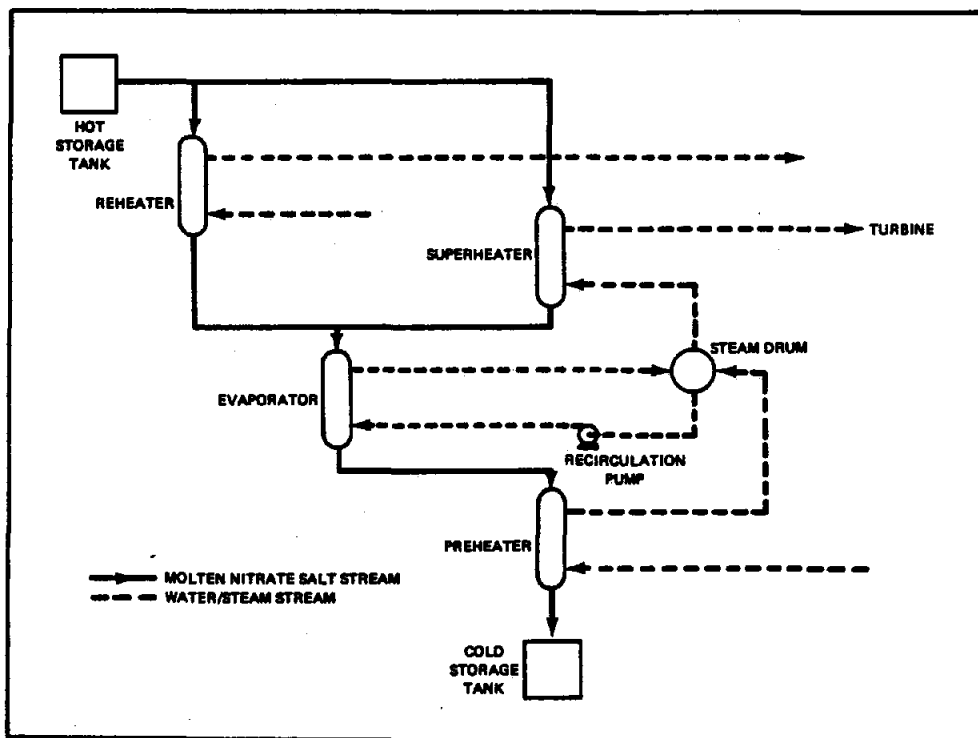 HOT
STORAGE
TANK
REHEATER
SUPERHEATER
TURBINE
STEAM DRUM
EVAPORATOR
RECIRCULATION
PUMP
PREHEATER
MOLTEN NITRATE SALT STREAM
WATER/STEAM STREAM
COLD
STORAGE
TANK